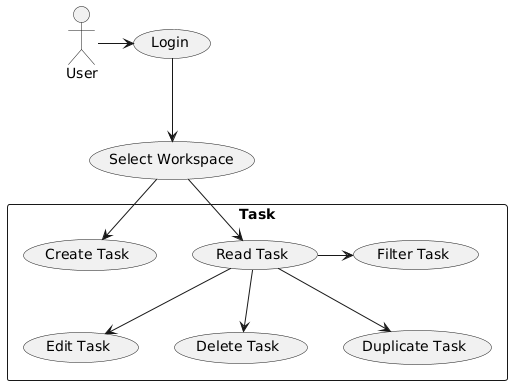 User
Login
Select Workspace
Task
Create Task
Read Task
Filter Task
Edit Task
Delete Task
Duplicate Task